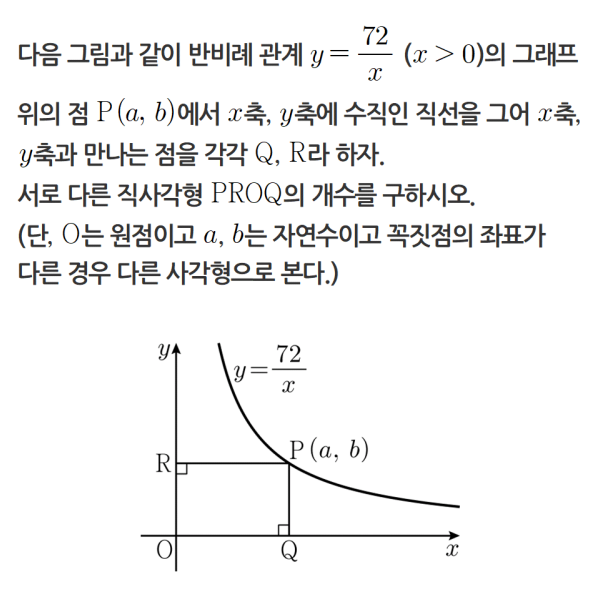 다음 그림과 같이 반비례 관계 y = 72/x (x > 0)의 그래프
위의 점 P(a, b)에서 x축, y축에 수직인 직선을 그어 x축,
y축과 만나는 점을 각각 Q, R라 하자.
서로 다른 직사각형 PROQ의 개수를 구하시오.
(단, O는 원점이고 a, b는 자연수이고 꼭짓점의 좌표가
다른 경우 다른 사각형으로 본다.)
y
y = 72/x
P(a, b)
R
O
Q
x